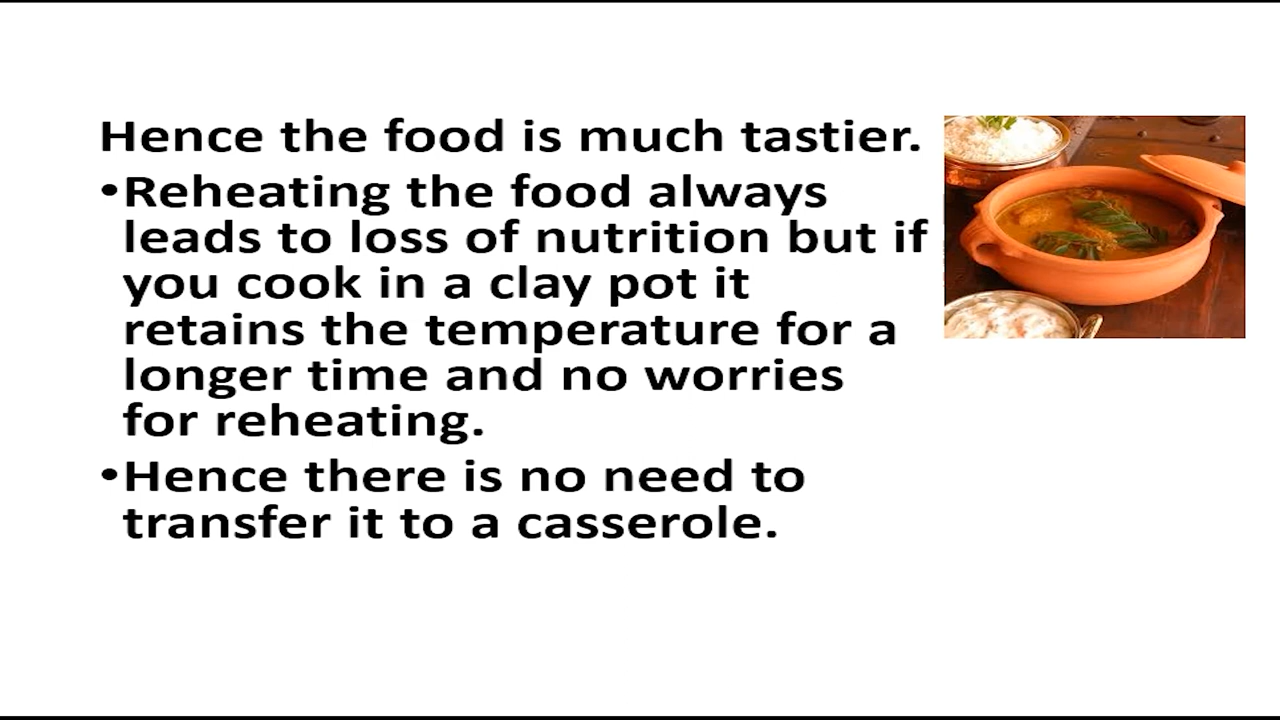 Hence the food is much tastier.
•Reheating the food always
leads to loss of nutrition but if
you cook in a clay pot it
retains the temperature for a
longer time and no worries
for reheating.
•Hence there is no need to
transfer it to a casserole.